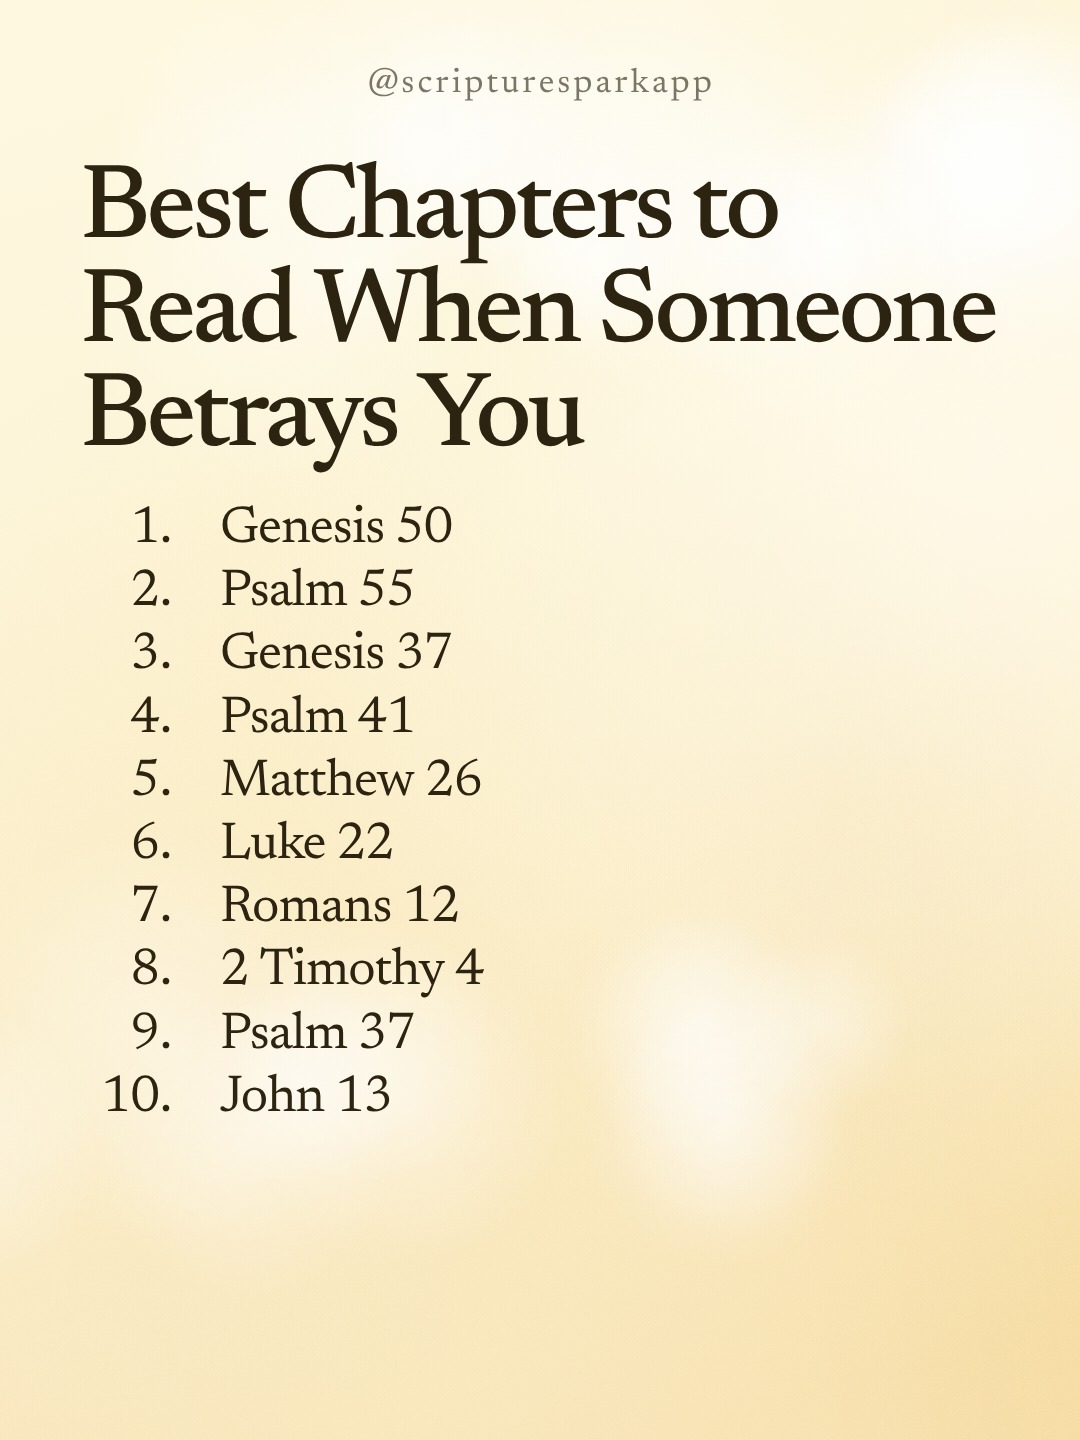 @scripturesparkapp
Best Chapters to
Read When Someone
Betrays You
1. Genesis 50
2. Psalm 55
3. Genesis 37
4. Psalm 41
5. Matthew 26
6. Luke 22
7. Romans 12
8. 2 Timothy 4
9. Psalm 37
10. John 13